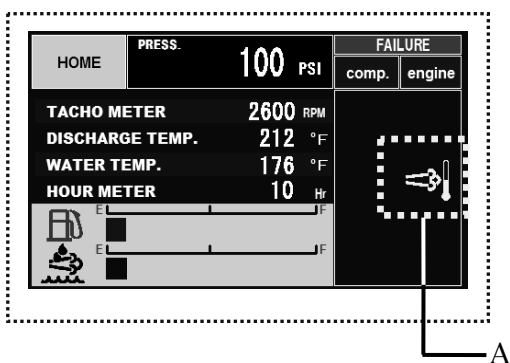 HOME
PRESS.
100 PSI
FAILURE
comp. engine
TACHO METER 2600 RPM
DISCHARGE TEMP. 212 °F
WATER TEMP. 176 °F
HOUR METER 10 Hr
E F
E F
A